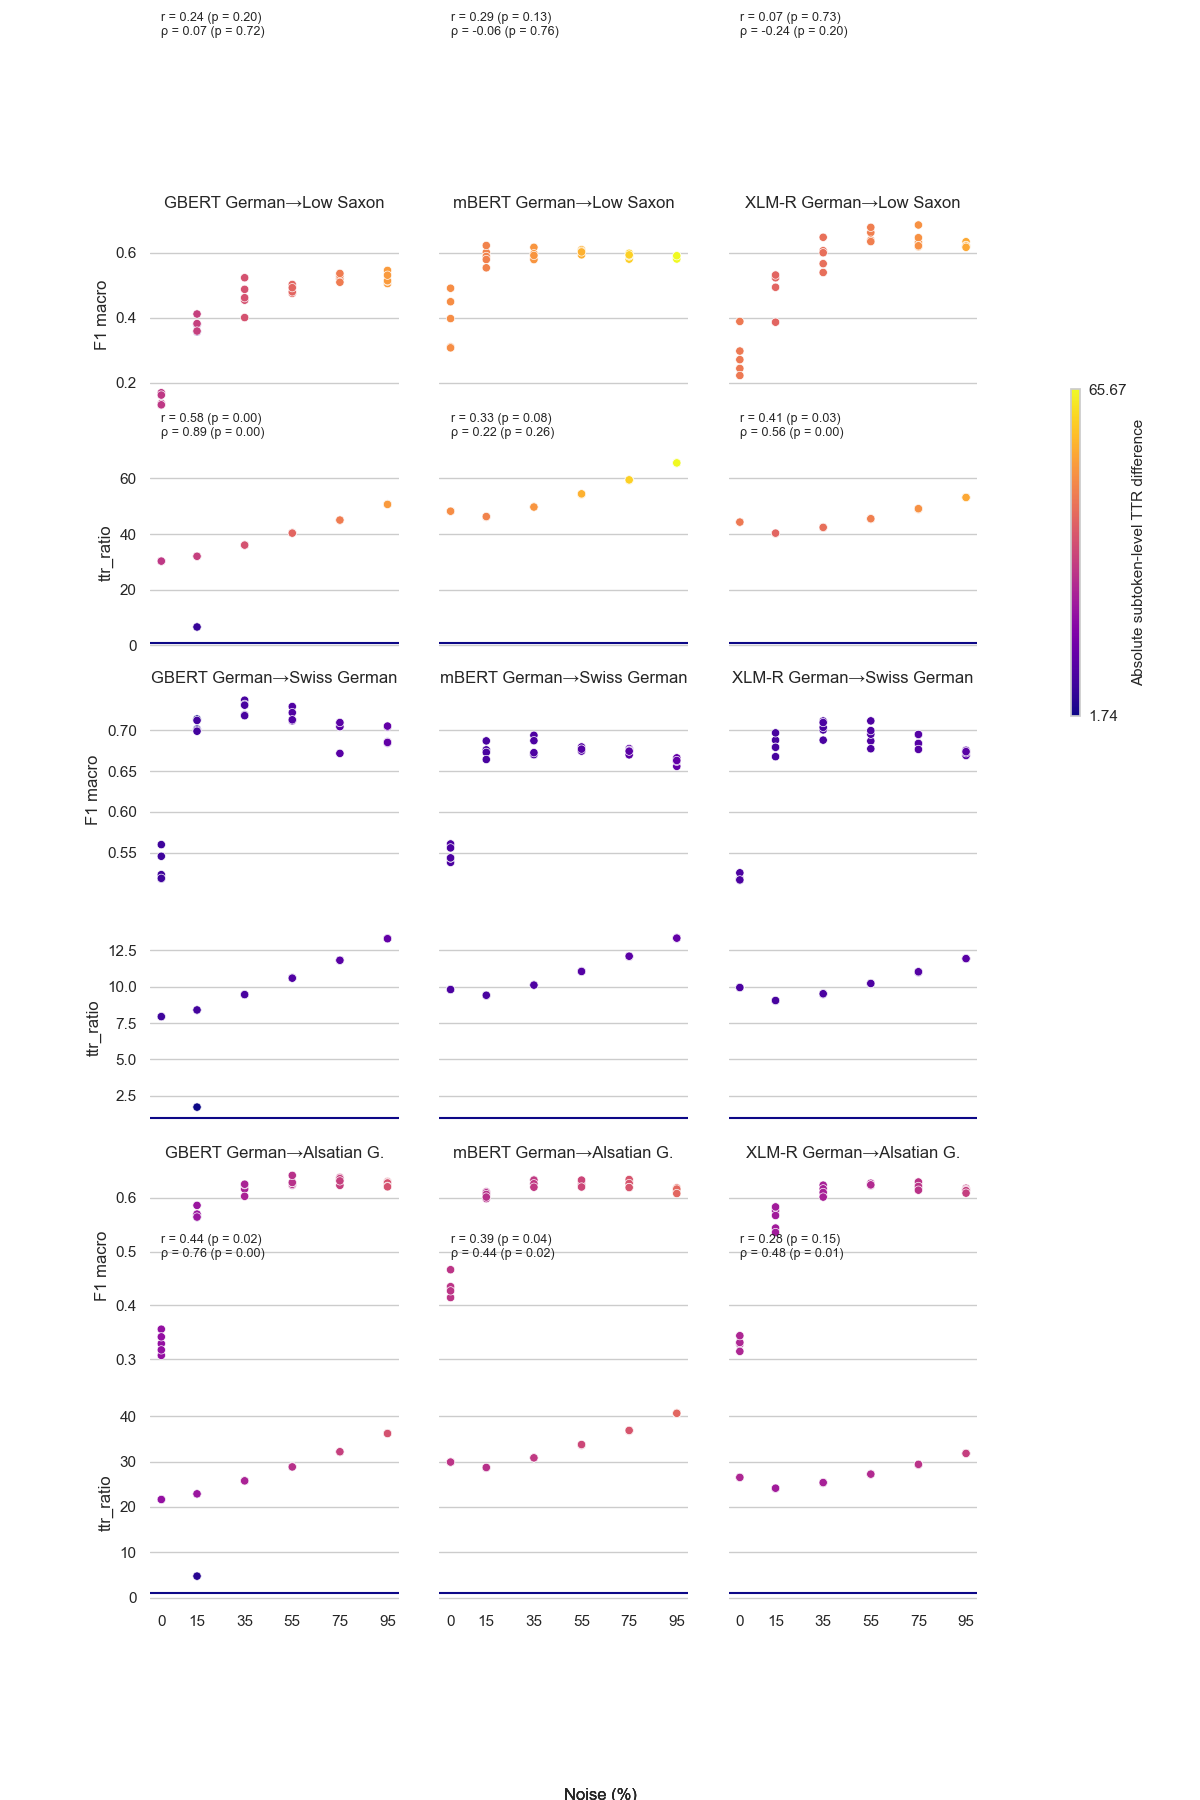 r = 0.24 (p = 0.20)
ρ = 0.07 (p = 0.72)
r = 0.29 (p = 0.13)
ρ = -0.06 (p = 0.76)
r = 0.07 (p = 0.73)
ρ = -0.24 (p = 0.20)
GBERT German→Low Saxon
mBERT German→Low Saxon
XLM-R German→Low Saxon
F1 macro
0.6
0.4
0.2
r = 0.58 (p = 0.00)
ρ = 0.89 (p = 0.00)
r = 0.33 (p = 0.08)
ρ = 0.22 (p = 0.26)
r = 0.41 (p = 0.03)
ρ = 0.56 (p = 0.00)
65.67
Absolute subtoken-level TTR difference
1.74
ttr_ratio
60
40
20
0
GBERT German→Swiss German
mBERT German→Swiss German
XLM-R German→Swiss German
F1 macro
0.70
0.65
0.60
0.55
ttr_ratio
12.5
10.0
7.5
5.0
2.5
GBERT German→Alsatian G.
mBERT German→Alsatian G.
XLM-R German→Alsatian G.
F1 macro
0.6
0.5
0.4
0.3
r = 0.44 (p = 0.02)
ρ = 0.76 (p = 0.00)
r = 0.39 (p = 0.04)
ρ = 0.44 (p = 0.02)
r = 0.28 (p = 0.15)
ρ = 0.48 (p = 0.01)
ttr_ratio
40
30
20
10
0
0 15 35 55 75 95
0 15 35 55 75 95
0 15 35 55 75 95
Noise (%)